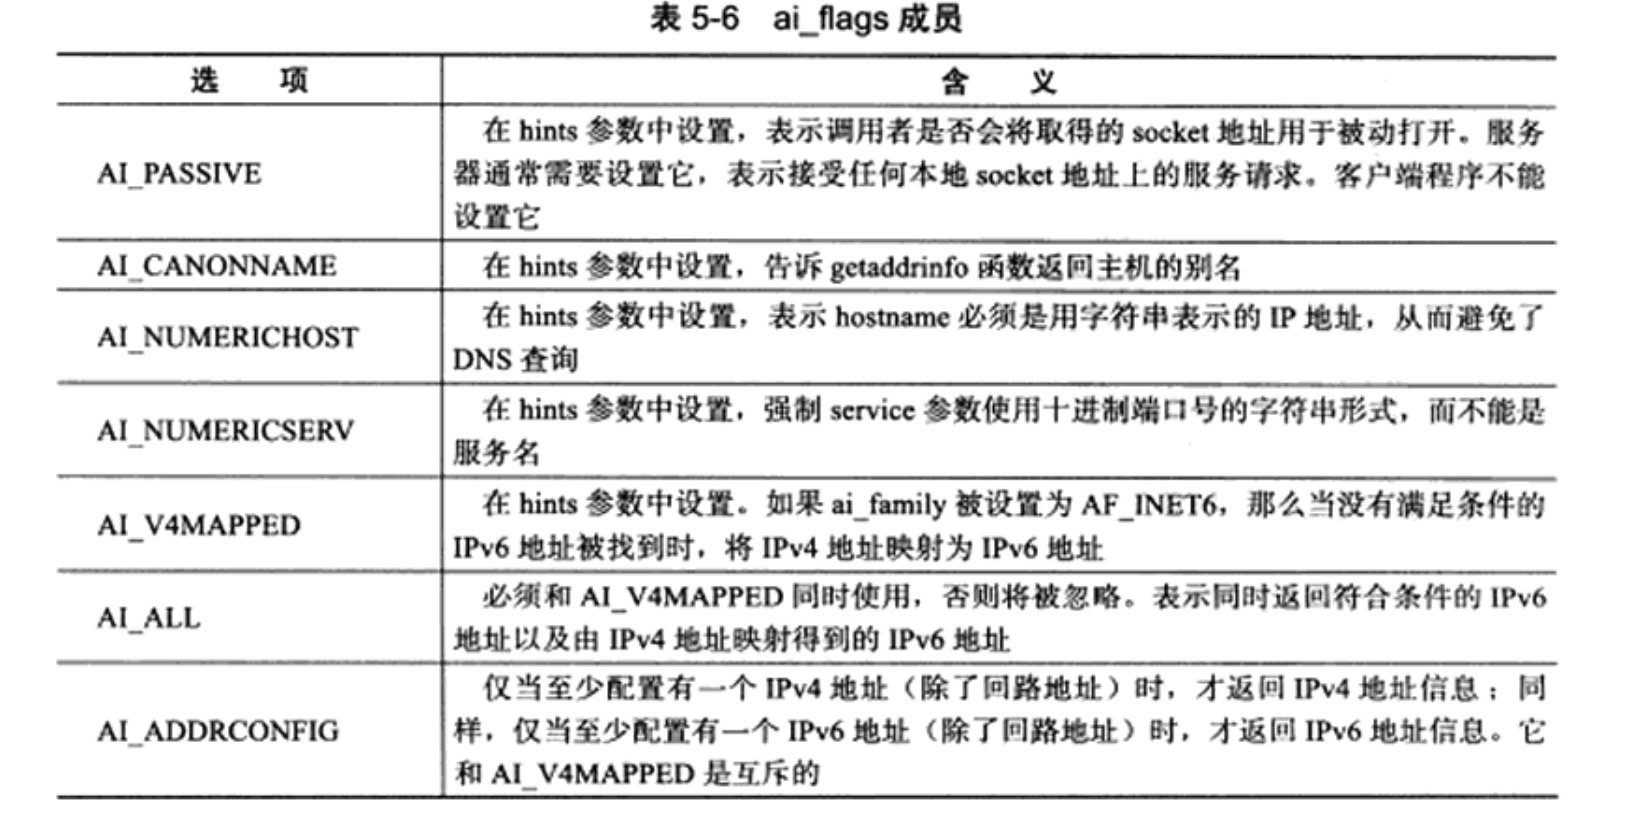 表 5-6 ai_flags 成员
选 项 含 义
AI_PASSIVE
在 hints 参数中设置，表示调用者是否会将取得的 socket 地址用于被动打开。服务
器通常需要设置它，表示接受任何本地 socket 地址上的服务请求。客户端程序不能
设置它
AI_CANONNAME
在 hints 参数中设置，告诉 getaddrinfo 函数返回主机的别名
AI_NUMERICHOST
在 hints 参数中设置，表示 hostname 必须是用字符串表示的 IP 地址，从而避免了
DNS 查询
AI_NUMERICSERV
在 hints 参数中设置，强制 service 参数使用十进制端口号的字符串形式，而不能是
服务名
AI_V4MAPPED
在 hints 参数中设置。如果 ai_family 被设置为 AF_INET6，那么当没有满足条件的
IPv6 地址被找到时，将 IPv4 地址映射为 IPv6 地址
AI_ALL
必须和 AI_V4MAPPED 同时使用，否则将被忽略。表示同时返回符合条件的 IPv6
地址以及由 IPv4 地址映射得到的 IPv6 地址
AI_ADDRCONFIG
仅当至少配置有一个 IPv4 地址（除了回路地址）时，才返回 IPv4 地址信息；同
样，仅当至少配置有一个 IPv6 地址（除了回路地址）时，才返回 IPv6 地址信息。它
和 AI_V4MAPPED 是互斥的